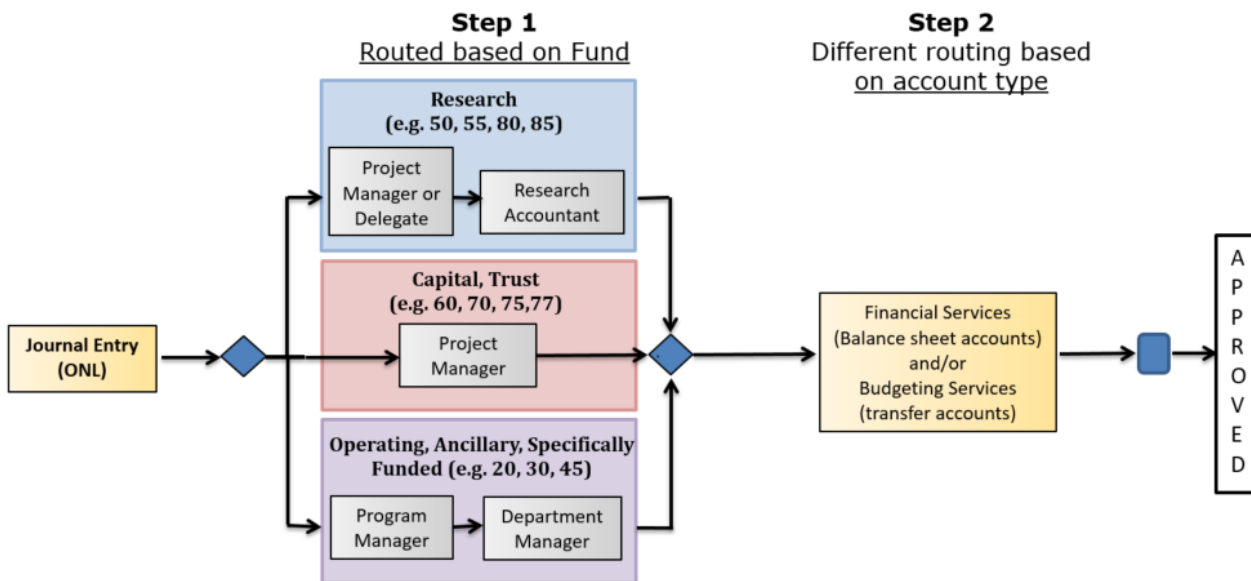 Step 1
Routed based on Fund
Step 2
Different routing based
on account type
Research
(e.g. 50, 55, 80, 85)
Project
Manager or
Delegate
Research
Accountant
Capital, Trust
(e.g. 60, 70, 75,77)
Project
Manager
Journal Entry
(ONL)
Operating, Ancillary, Specifically
Funded (e.g. 20, 30, 45)
Program
Manager
Department
Manager
Financial Services
(Balance sheet accounts)
and/or
Budgeting Services
(transfer accounts)
A
P
P
R
O
V
E
D